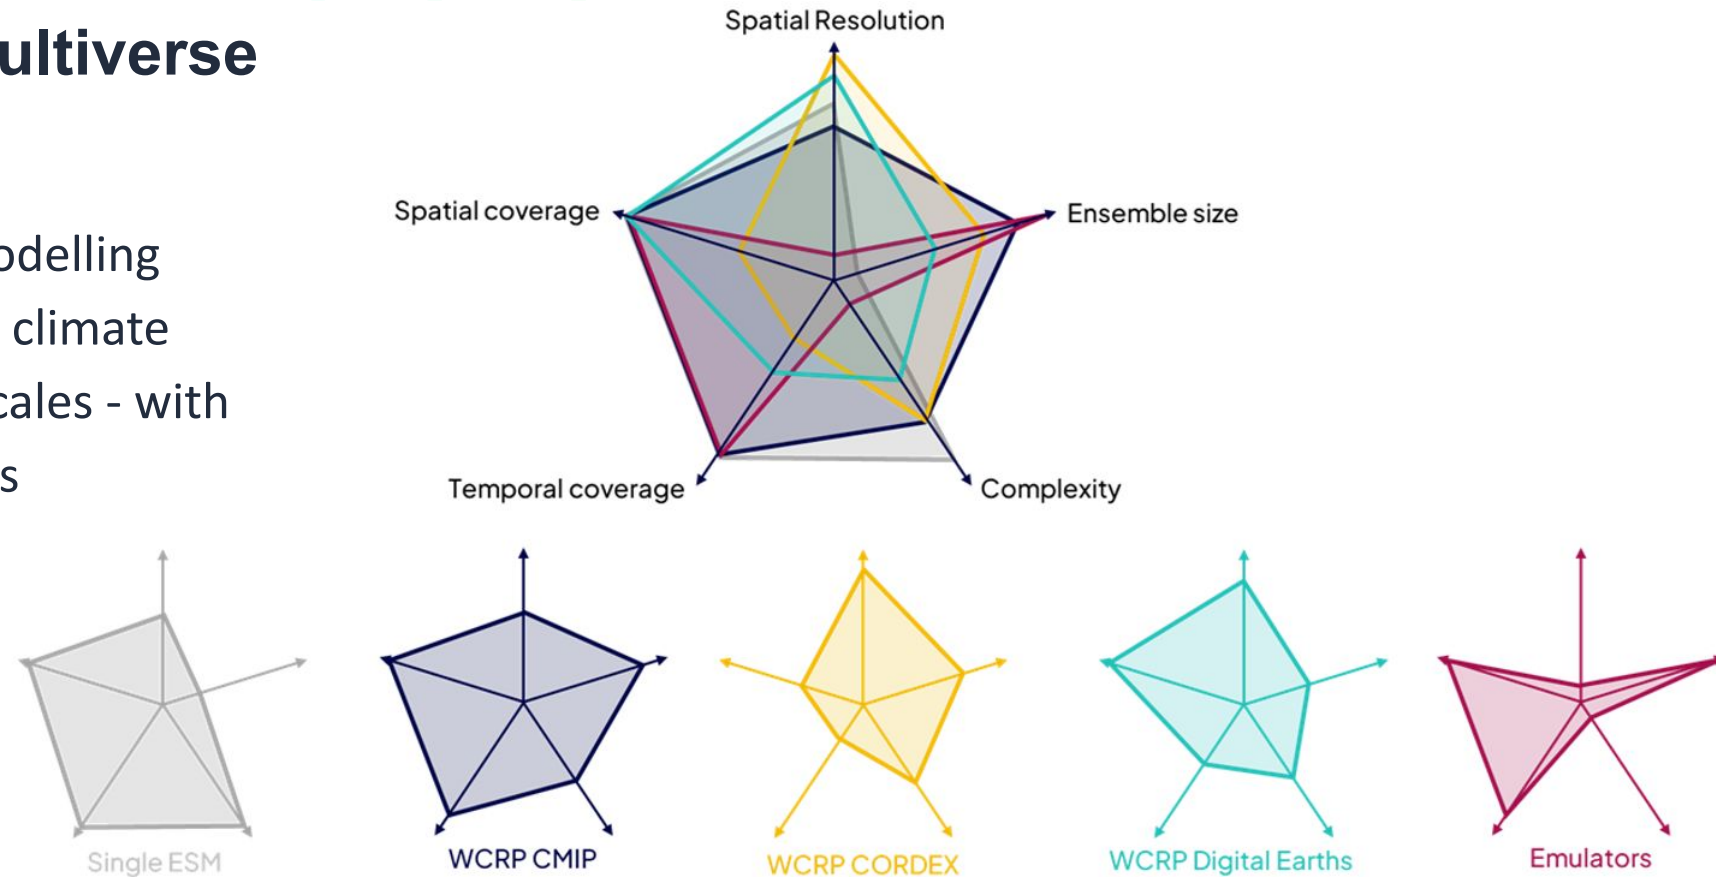 ultiverse
odelling
climate
cales - with
s
Spatial Resolution
Spatial coverage
Ensemble size
Temporal coverage
Complexity
Single ESM
WCRP CMIP
WCRP CORDEX
WCRP Digital Earths
Emulators